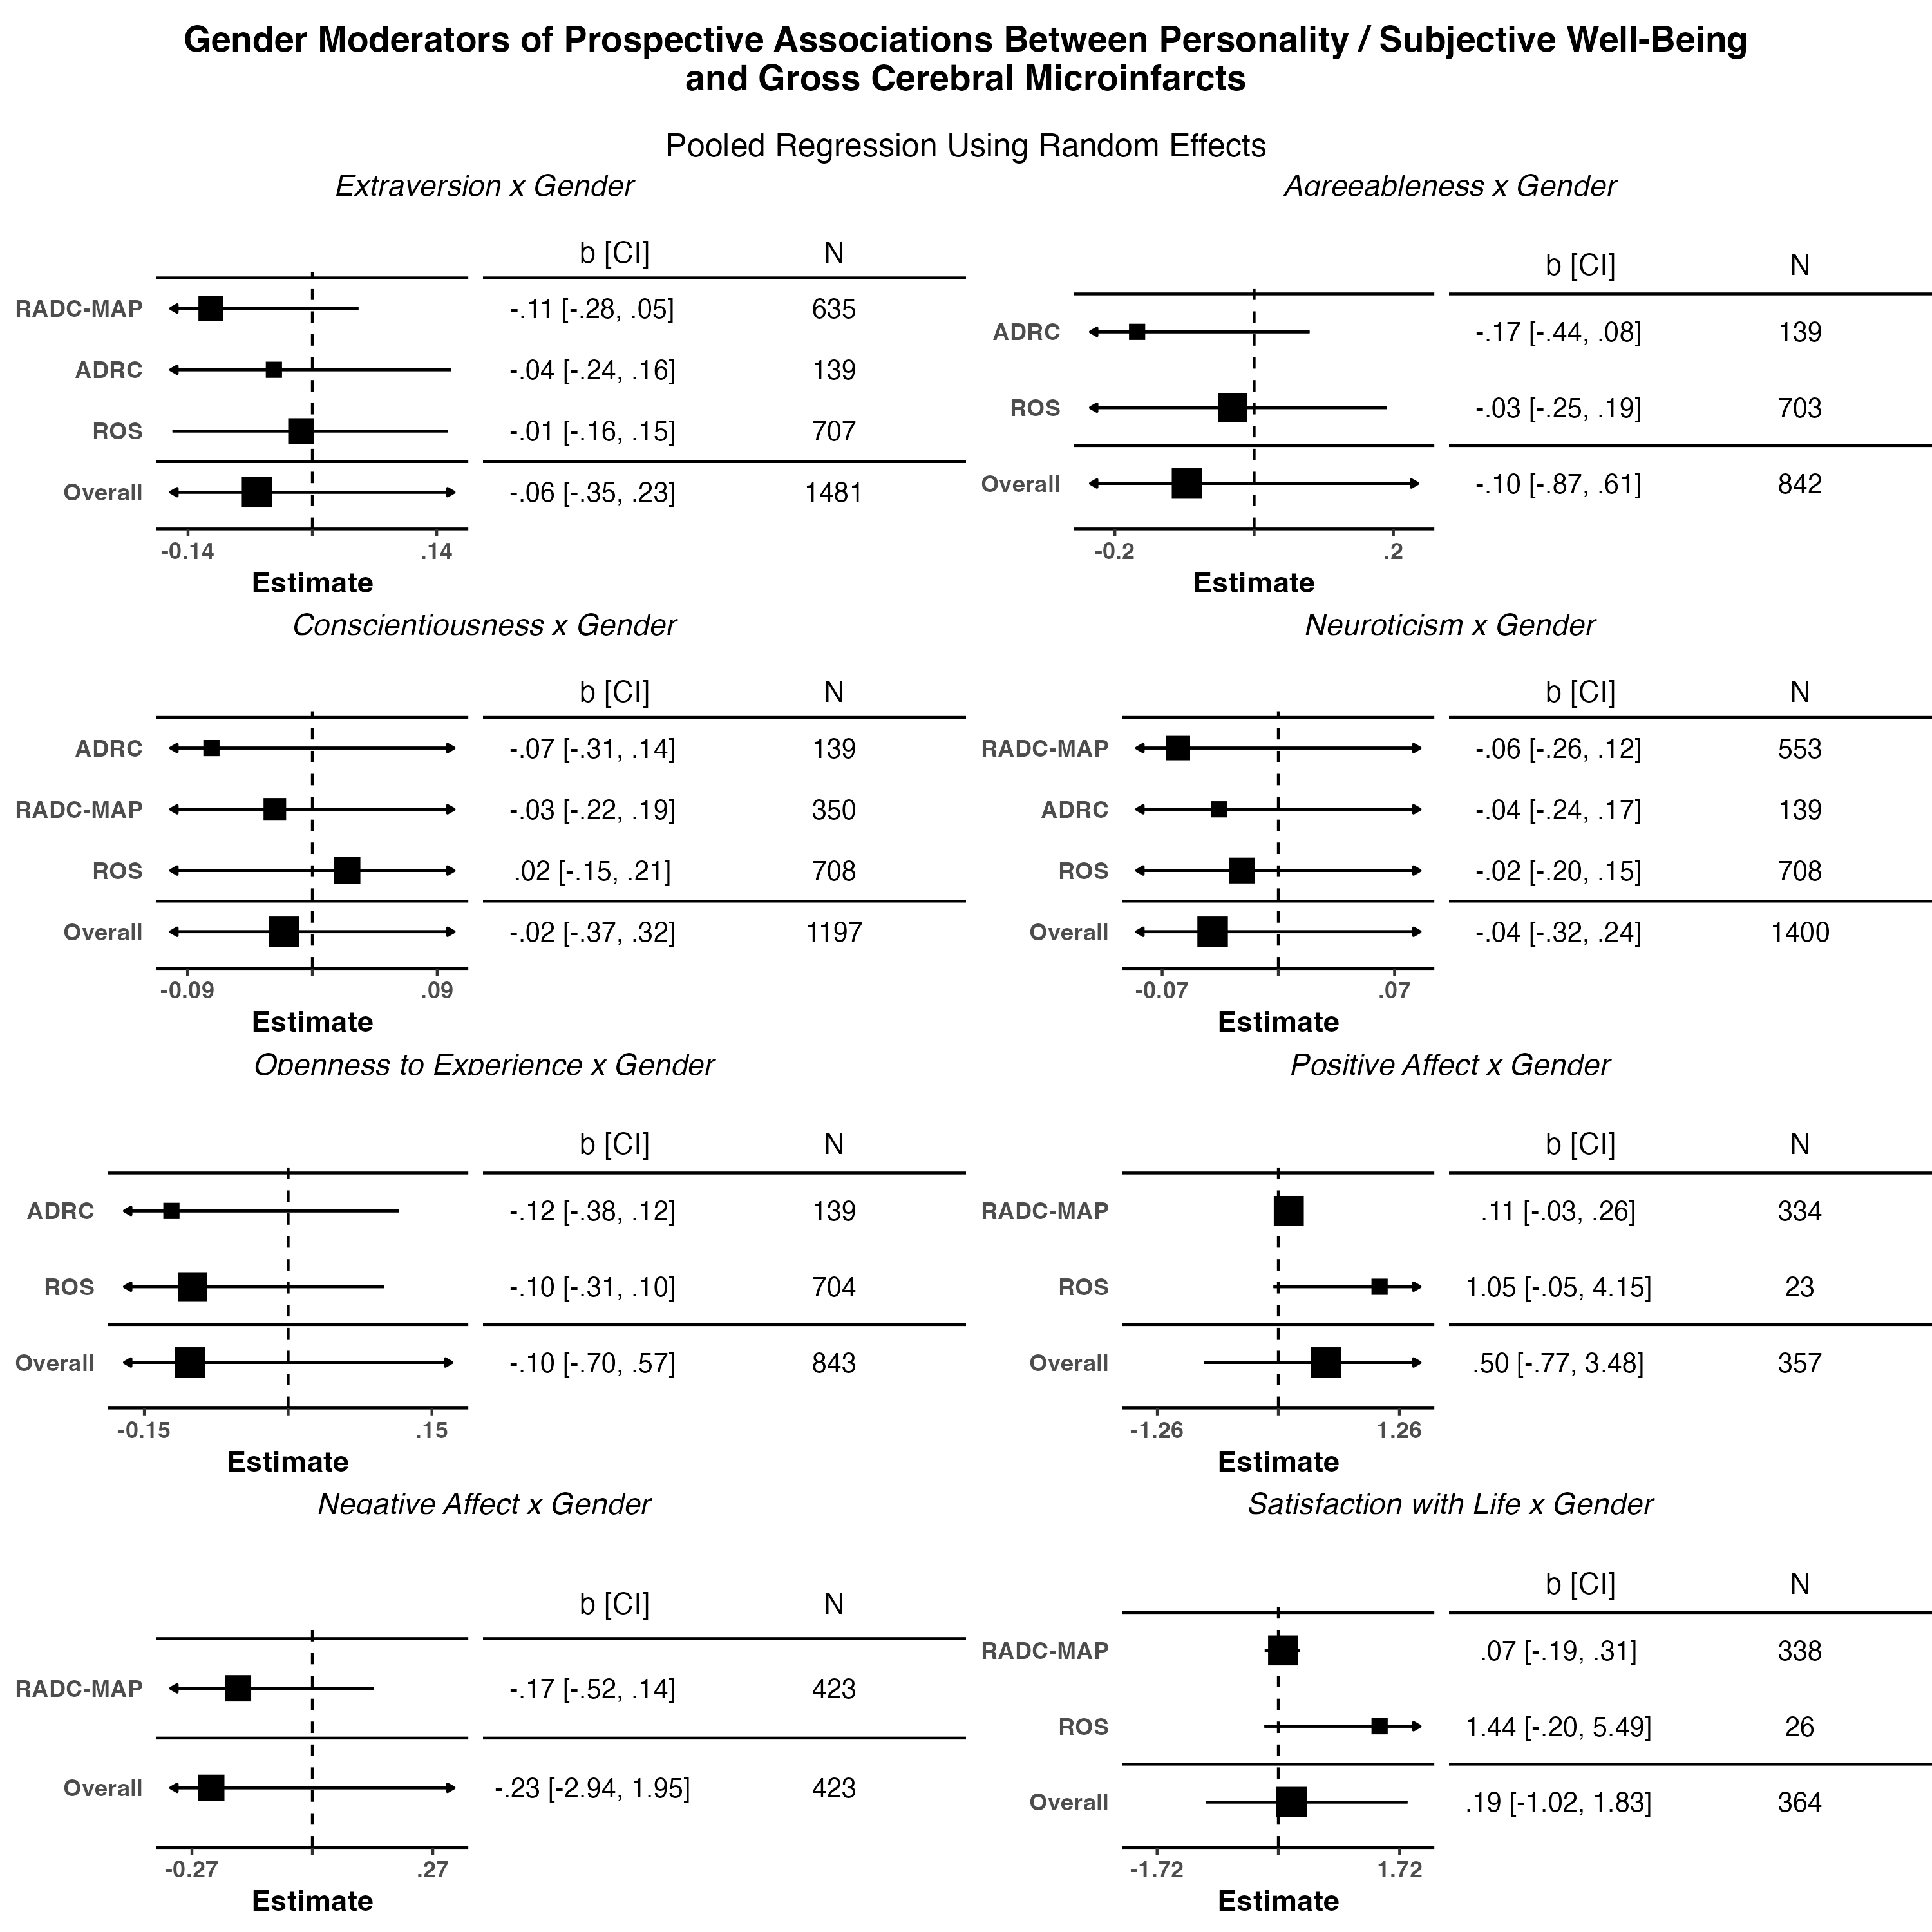 Gender Moderators of Prospective Associations Between Personality / Subjective Well-Being
and Gross Cerebral Microinfarcts
Pooled Regression Using Random Effects
Extraversion x Gender
b [CI] N
RADC-MAP -.11 [-.28, .05] 635
ADRC -.04 [-.24, .16] 139
ROS -.01 [-.16, .15] 707
Overall -.06 [-.35, .23] 1481
-0.14 .14
Estimate
Agreeableness x Gender
b [CI] N
ADRC -.17 [-.44, .08] 139
ROS -.03 [-.25, .19] 703
Overall -.10 [-.87, .61] 842
-0.2 .2
Estimate
Conscientiousness x Gender
b [CI] N
ADRC -.07 [-.31, .14] 139
RADC-MAP -.03 [-.22, .19] 350
ROS .02 [-.15, .21] 708
Overall -.02 [-.37, .32] 1197
-0.09 .09
Estimate
Neuroticism x Gender
b [CI] N
RADC-MAP -.06 [-.26, .12] 553
ADRC -.04 [-.24, .17] 139
ROS -.02 [-.20, .15] 708
Overall -.04 [-.32, .24] 1400
-0.07 .07
Estimate
Openness to Experience x Gender
b [CI] N
ADRC -.12 [-.38, .12] 139
ROS -.10 [-.31, .10] 704
Overall -.10 [-.70, .57] 843
-0.15 .15
Estimate
Positive Affect x Gender
b [CI] N
RADC-MAP .11 [-.03, .26] 334
ROS 1.05 [-.05, 4.15] 23
Overall .50 [-.77, 3.48] 357
-1.26 1.26
Estimate
Negative Affect x Gender
b [CI] N
RADC-MAP -.17 [-.52, .14] 423
Overall -.23 [-2.94, 1.95] 423
-0.27 .27
Estimate
Satisfaction with Life x Gender
b [CI] N
RADC-MAP .07 [-.19, .31] 338
ROS 1.44 [-.20, 5.49] 26
Overall .19 [-1.02, 1.83] 364
-1.72 1.72
Estimate